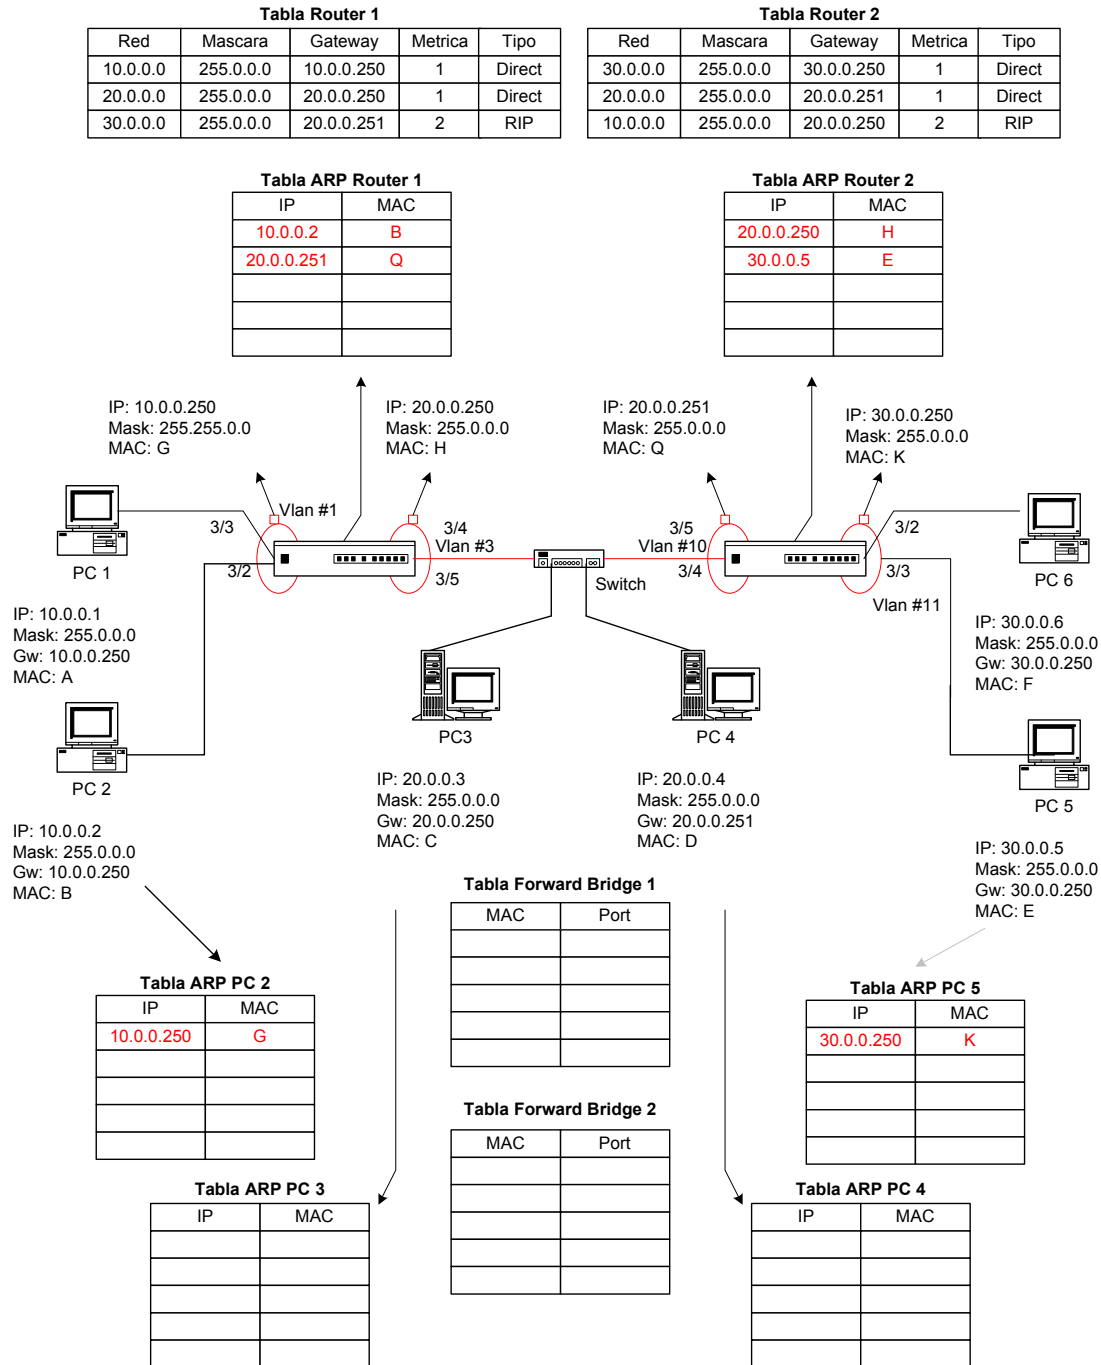 Tabla Router 1
Red Mascara Gateway Metrica Tipo
10.0.0.0 255.0.0.0 10.0.0.250 1 Direct
20.0.0.0 255.0.0.0 20.0.0.250 1 Direct
30.0.0.0 255.0.0.0 20.0.0.251 2 RIP
Tabla Router 2
Red Mascara Gateway Metrica Tipo
30.0.0.0 255.0.0.0 30.0.0.250 1 Direct
20.0.0.0 255.0.0.0 20.0.0.251 1 Direct
10.0.0.0 255.0.0.0 20.0.0.250 2 RIP
Tabla ARP Router 1
IP MAC
10.0.0.2 B
20.0.0.251 Q
Tabla ARP Router 2
IP MAC
20.0.0.250 H
30.0.0.5 E
IP: 10.0.0.250
Mask: 255.255.0.0
MAC: G
IP: 20.0.0.250
Mask: 255.0.0.0
MAC: H
IP: 20.0.0.251
Mask: 255.0.0.0
MAC: Q
IP: 30.0.0.250
Mask: 255.0.0.0
MAC: K
Vlan #1
3/3
3/2
3/4
Vlan #3
3/5
3/5
Vlan #10
3/4
3/2
3/3
Vlan #11
Switch
PC 1
IP: 10.0.0.1
Mask: 255.0.0.0
Gw: 10.0.0.250
MAC: A
PC 6
IP: 30.0.0.6
Mask: 255.0.0.0
Gw: 30.0.0.250
MAC: F
PC 2
IP: 10.0.0.2
Mask: 255.0.0.0
Gw: 10.0.0.250
MAC: B
PC3
IP: 20.0.0.3
Mask: 255.0.0.0
Gw: 20.0.0.250
MAC: C
PC 4
IP: 20.0.0.4
Mask: 255.0.0.0
Gw: 20.0.0.251
MAC: D
PC 5
IP: 30.0.0.5
Mask: 255.0.0.0
Gw: 30.0.0.250
MAC: E
Tabla Forward Bridge 1
MAC Port
Tabla ARP PC 2
IP MAC
10.0.0.250 G
Tabla ARP PC 5
IP MAC
30.0.0.250 K
Tabla Forward Bridge 2
MAC Port
Tabla ARP PC 3
IP MAC
Tabla ARP PC 4
IP MAC